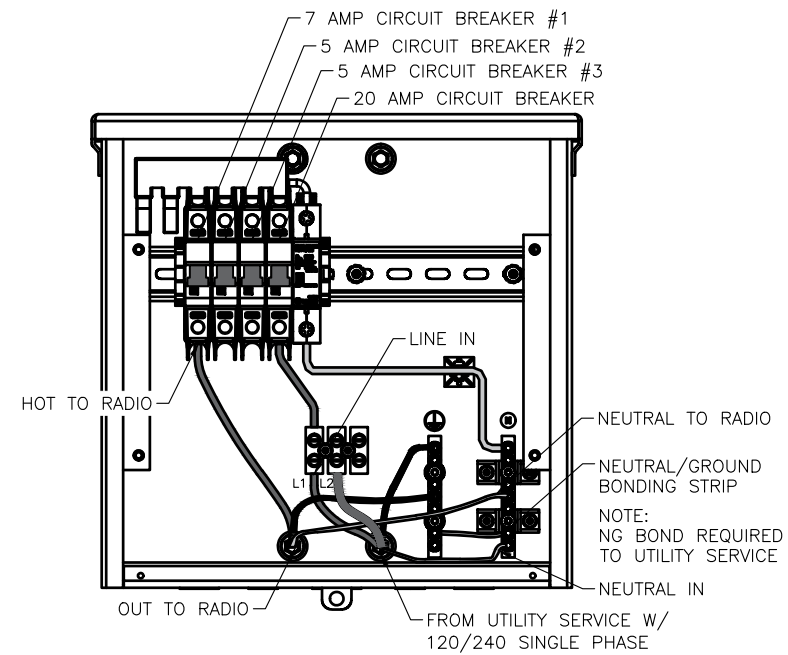 7 AMP CIRCUIT BREAKER #1
5 AMP CIRCUIT BREAKER #2
5 AMP CIRCUIT BREAKER #3
20 AMP CIRCUIT BREAKER
LINE IN
HOT TO RADIO
NEUTRAL TO RADIO
L1
L2
NEUTRAL/GROUND
BONDING STRIP
NOTE:
NG BOND REQUIRED
TO UTILITY SERVICE
NEUTRAL IN
OUT TO RADIO
FROM UTILITY SERVICE W/
120/240 SINGLE PHASE